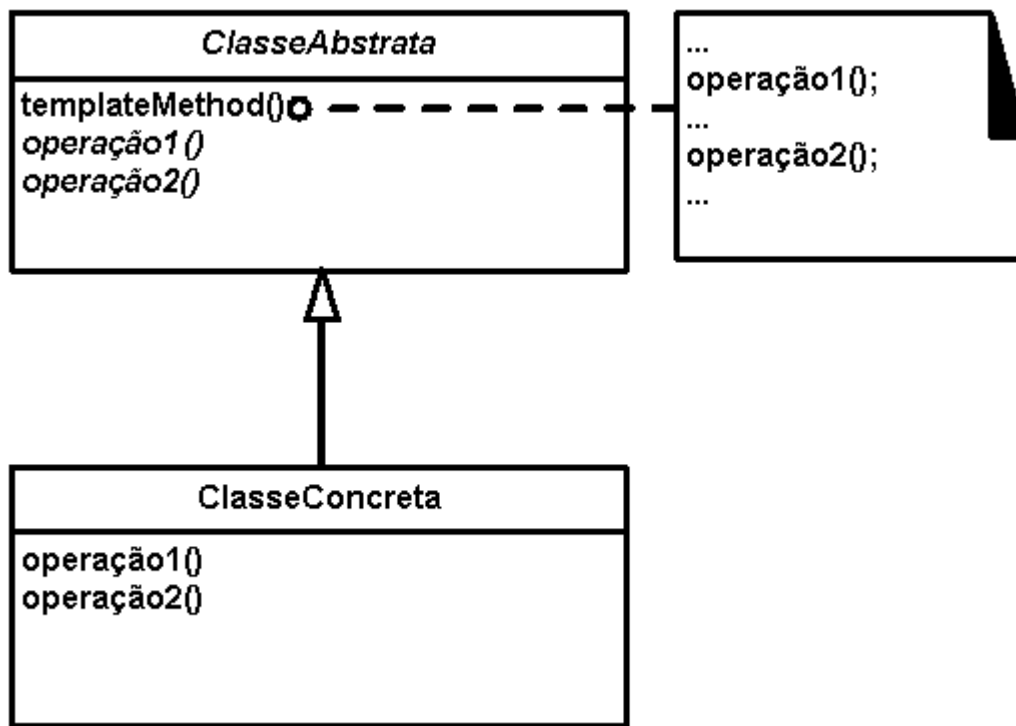 ClasseAbstrata
templateMethod()
operação1()
operação2()
...
operação1();
...
operação2();
...
ClasseConcreta
operação1()
operação2()